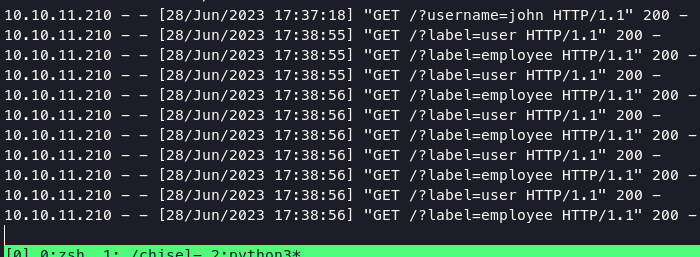 10.10.11.210 - - [28/Jun/2023 17:37:18] "GET /?username=john HTTP/1.1" 200 -
10.10.11.210 - - [28/Jun/2023 17:38:55] "GET /?label=user HTTP/1.1" 200 -
10.10.11.210 - - [28/Jun/2023 17:38:55] "GET /?label=employee HTTP/1.1" 200 -
10.10.11.210 - - [28/Jun/2023 17:38:55] "GET /?label=user HTTP/1.1" 200 -
10.10.11.210 - - [28/Jun/2023 17:38:56] "GET /?label=employee HTTP/1.1" 200 -
10.10.11.210 - - [28/Jun/2023 17:38:56] "GET /?label=user HTTP/1.1" 200 -
10.10.11.210 - - [28/Jun/2023 17:38:56] "GET /?label=employee HTTP/1.1" 200 -
10.10.11.210 - - [28/Jun/2023 17:38:56] "GET /?label=user HTTP/1.1" 200 -
10.10.11.210 - - [28/Jun/2023 17:38:56] "GET /?label=employee HTTP/1.1" 200 -
10.10.11.210 - - [28/Jun/2023 17:38:56] "GET /?label=user HTTP/1.1" 200 -
10.10.11.210 - - [28/Jun/2023 17:38:56] "GET /?label=employee HTTP/1.1" 200 -
[0] 0:zsh  1:./chisel- 2:python3*